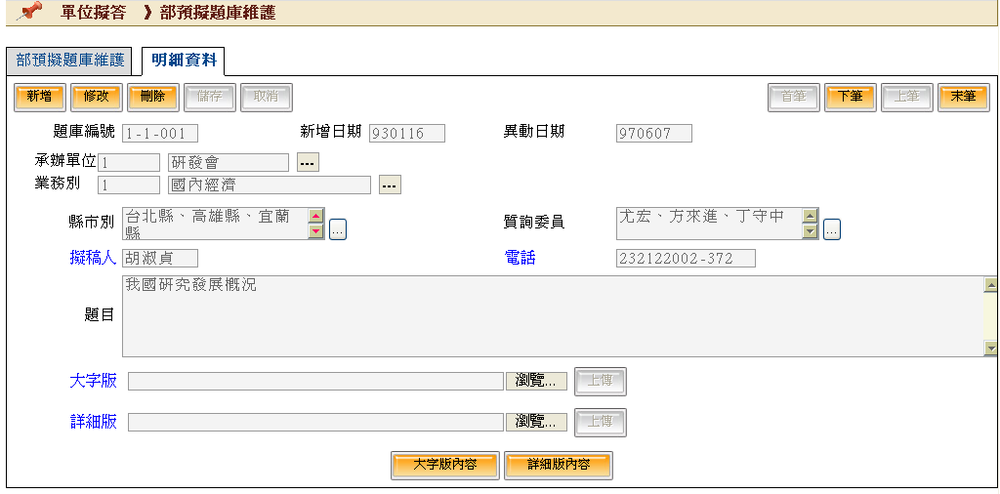 單位擬答 》部預擬題庫維護
部預擬題庫維護 明細資料
新增 修改 刪除 儲存 取消 首筆 下筆 上筆 末筆
題庫編號 1-1-001 新增日期 930116 異動日期 970607
承辦單位 1 研發會 ...
業務別 1 國內經濟 ...
縣市別 台北縣、高雄縣、宜蘭 ... 質詢委員 尤宏、方來進、丁守中 ...
縣
擬稿人 胡淑貞 電話 232122002-372
題目 我國研究發展概況
大字版 瀏覽... 上傳
詳細版 瀏覽... 上傳
大字版內容 詳細版內容